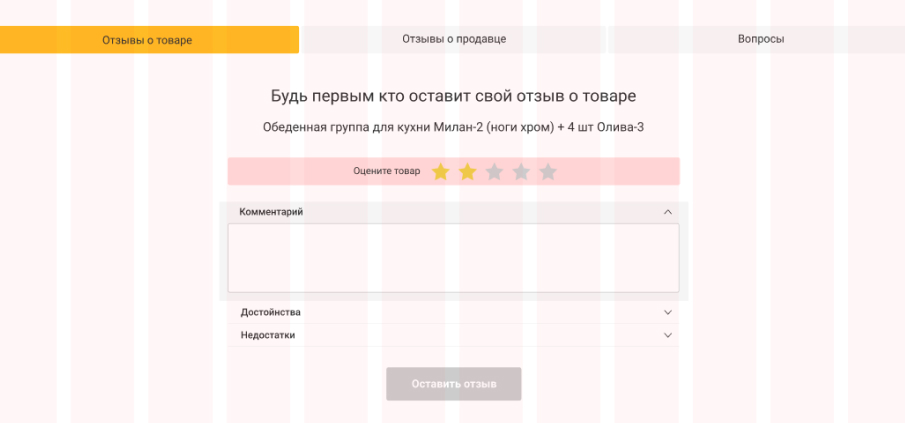 Отзывы о товаре
Отзывы о продавце
Вопросы
Будь первым кто оставит свой отзыв о товаре
Обеденная группа для кухни Милан-2 (ноги хром) + 4 шт Олива-3
Оцените товар
Комментарий
Достойнства
Недостатки
Оставить отзыв